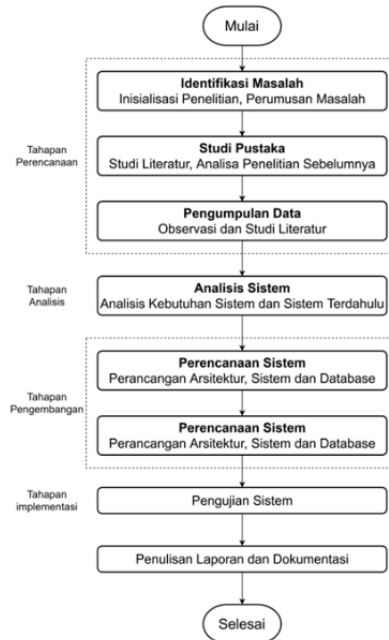 Mulai
Identifikasi Masalah
Inisialisasi Penelitian, Perumusan Masalah
Tahapan
Perencanaan
Studi Pustaka
Studi Literatur, Analisa Penelitian Sebelumnya
Pengumpulan Data
Observasi dan Studi Literatur
Tahapan
Analisis
Analisis Sistem
Analisis Kebutuhan Sistem dan Sistem Terdahulu
Tahapan
Pengembangan
Perencanaan Sistem
Perancangan Arsitektur, Sistem dan Database
Perencanaan Sistem
Perancangan Arsitektur, Sistem dan Database
Tahapan
implementasi
Pengujian Sistem
Penulisan Laporan dan Dokumentasi
Selesai